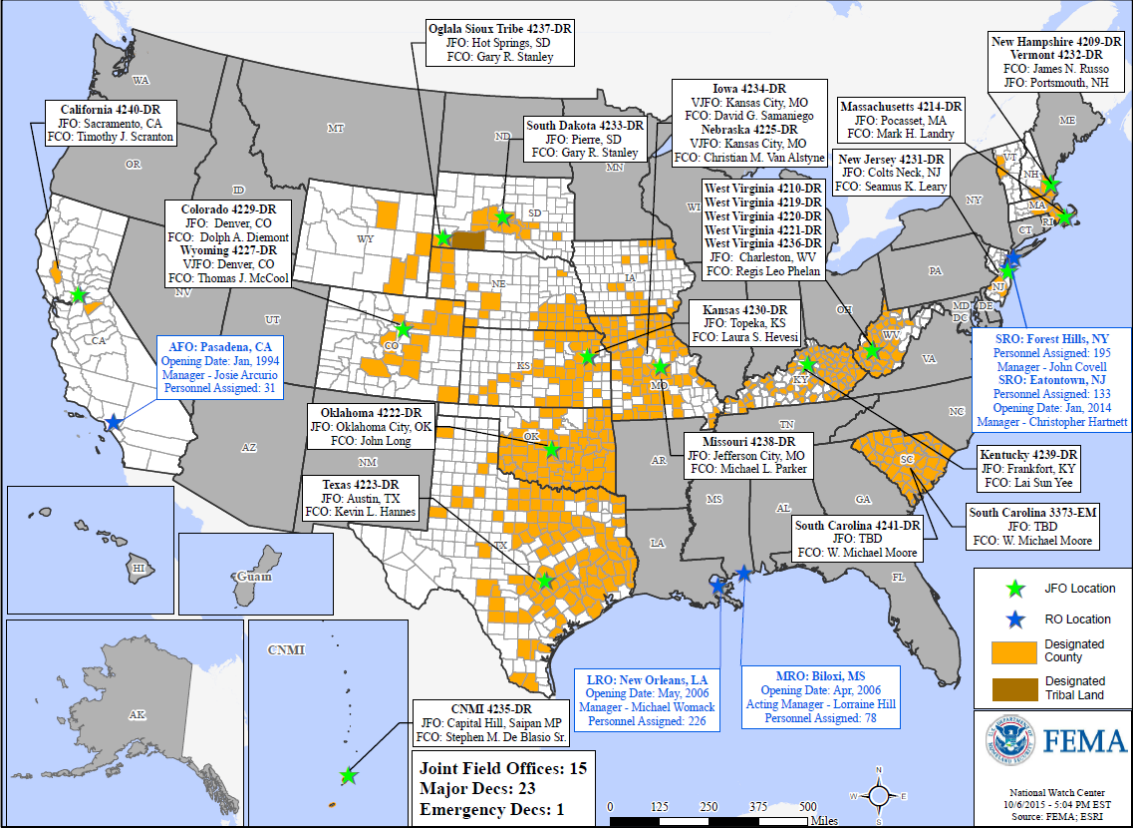 Oglala Sioux Tribe 4237-DR
JFO: Hot Springs, SD
FCO: Gary R. Stanley
New Hampshire 4209-DR
Vermont 4232-DR
FCO: James N. Russo
JFO: Portsmouth, NH
California 4240-DR
JFO: Sacramento, CA
FCO: Timothy J. Scranton
South Dakota 4233-DR
JFO: Pierre, SD
FCO: Gary R. Stanley
Iowa 4234-DR
VJFO: Kansas City, MO
FCO: David G. Samaniego
Nebraska 4225-DR
VJFO: Kansas City, MO
FCO: Christian M. Van Alstyne
Massachusetts 4214-DR
JFO: Pocasset, MA
FCO: Mark H. Landry
New Jersey 4231-DR
JFO: Colts Neck, NJ
FCO: Seamus K. Leary
West Virginia 4210-DR
West Virginia 4219-DR
West Virginia 4220-DR
West Virginia 4221-DR
West Virginia 4236-DR
JFO: Charleston, WV
FCO: Regis Leo Phelan
Colorado 4229-DR
JFO: Denver, CO
FCO: Dolph A. Diemont
Wyoming 4227-DR
VJFO: Denver, CO
FCO: Thomas J. McCool
Kansas 4230-DR
JFO: Topeka, KS
FCO: Laura S. Hevesi
AFO: Pasadena, CA
Opening Date: Jan, 1994
Manager - Josie Arcurio
Personnel Assigned: 31
SRO: Forest Hills, NY
Personnel Assigned: 195
Manager - John Covell
SRO: Eatontown, NJ
Personnel Assigned: 133
Opening Date: Jan, 2014
Manager - Christopher Hartnett
Oklahoma 4222-DR
JFO: Oklahoma City, OK
FCO: John Long
Missouri 4238-DR
JFO: Jefferson City, MO
FCO: Michael L. Parker
Kentucky 4239-DR
JFO: Frankfort, KY
FCO: Lai Sun Yee
Texas 4223-DR
JFO: Austin, TX
FCO: Kevin L. Hannes
South Carolina 4241-DR
JFO: TBD
FCO: W. Michael Moore
South Carolina 3373-EM
JFO: TBD
FCO: W. Michael Moore
WA
MT
ND
MN
ME
OR
ID
WY
SD
WI
NY
VT
NH
MA
RI
CT
NV
UT
NE
IA
PA
NJ
CA
CO
KS
MO
OH
WV
MD
DE
DC
VA
KY
NC
TN
AZ
NM
OK
AR
SC
MS
AL
GA
TX
LA
FL
HI
Guam
AK
CNMI
LRO: New Orleans, LA
Opening Date: May, 2006
Manager - Michael Womack
Personnel Assigned: 226
MRO: Biloxi, MS
Opening Date: Apr, 2006
Acting Manager - Lorraine Hill
Personnel Assigned: 78
CNMI 4235-DR
JFO: Capital Hill, Saipan MP
FCO: Stephen M. De Blasio Sr.
Joint Field Offices: 15
Major Decs: 23
Emergency Decs: 1
N
W
E
S
0 125 250 375 500
Miles
JFO Location
RO Location
Designated
County
Designated
Tribal Land
FEMA
National Watch Center
10/6/2015 - 5:04 PM EST
Source: FEMA; ESRI